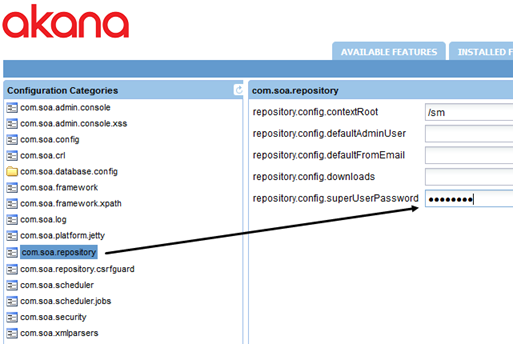 akana
AVAILABLE FEATURES
INSTALLED F
Configuration Categories
com.soa.admin.console
com.soa.admin.console.xss
com.soa.config
com.soa.crl
com.soa.database.config
com.soa.framework
com.soa.framework.xpath
com.soa.log
com.soa.platform.jetty
com.soa.repository
com.soa.repository.csrfguard
com.soa.scheduler
com.soa.scheduler.jobs
com.soa.security
com.soa.xmlparsers
com.soa.repository
repository.config.contextRoot /sm
repository.config.defaultAdminUser
repository.config.defaultFromEmail
repository.config.downloads
repository.config.superUserPassword ●●●●●●●●